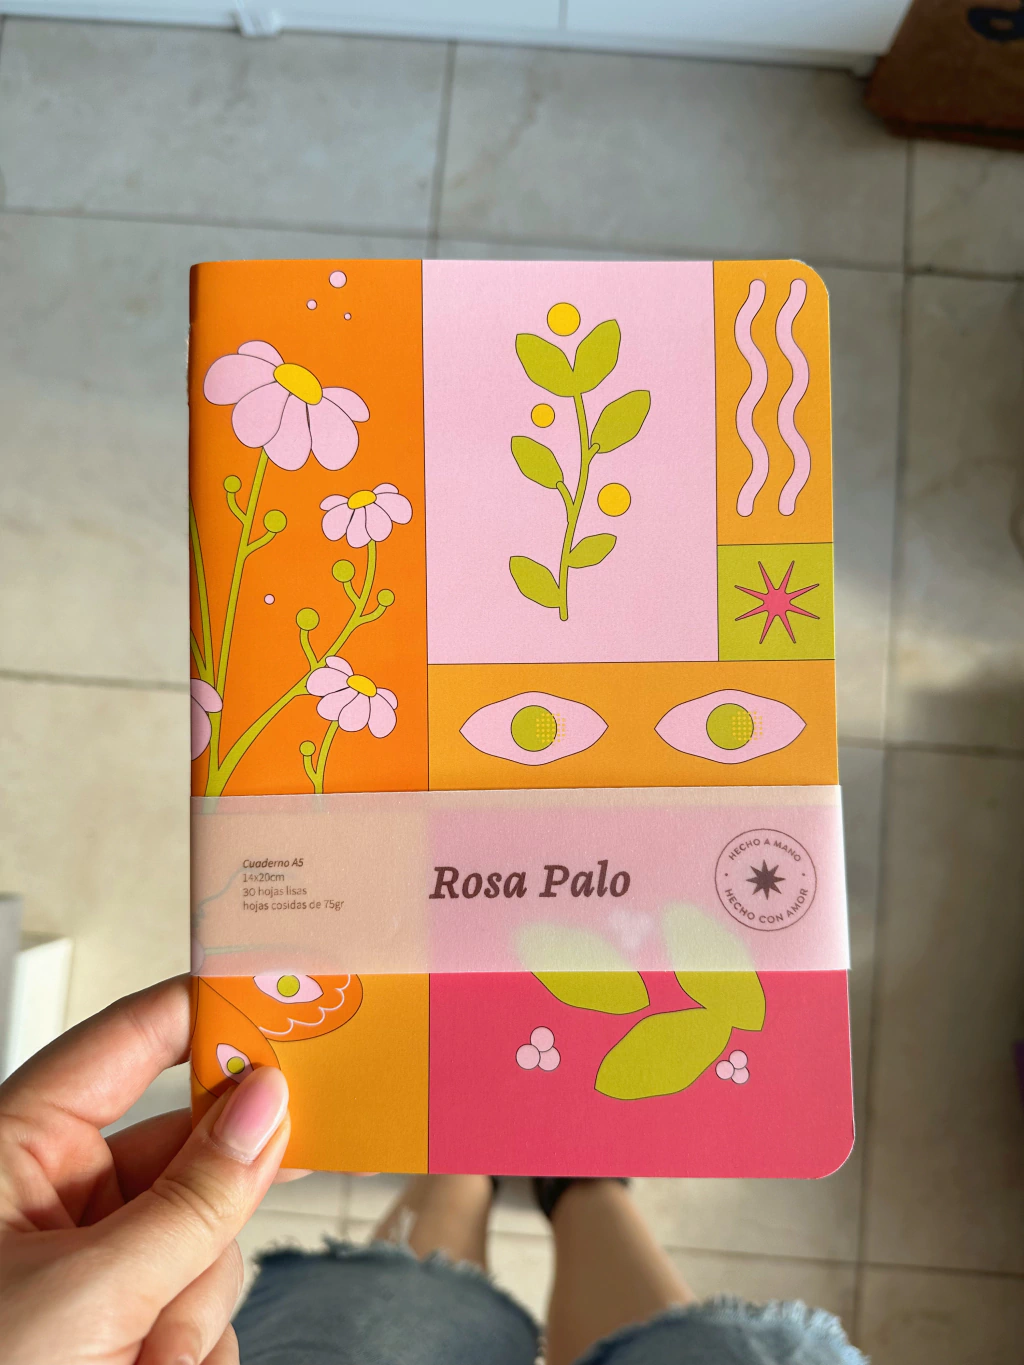 Cuaderno A5
14x20cm
30 hojas lisas
hojas cosidas de 75gr
Rosa Palo
HECHO A MANO
HECHO CON AMOR